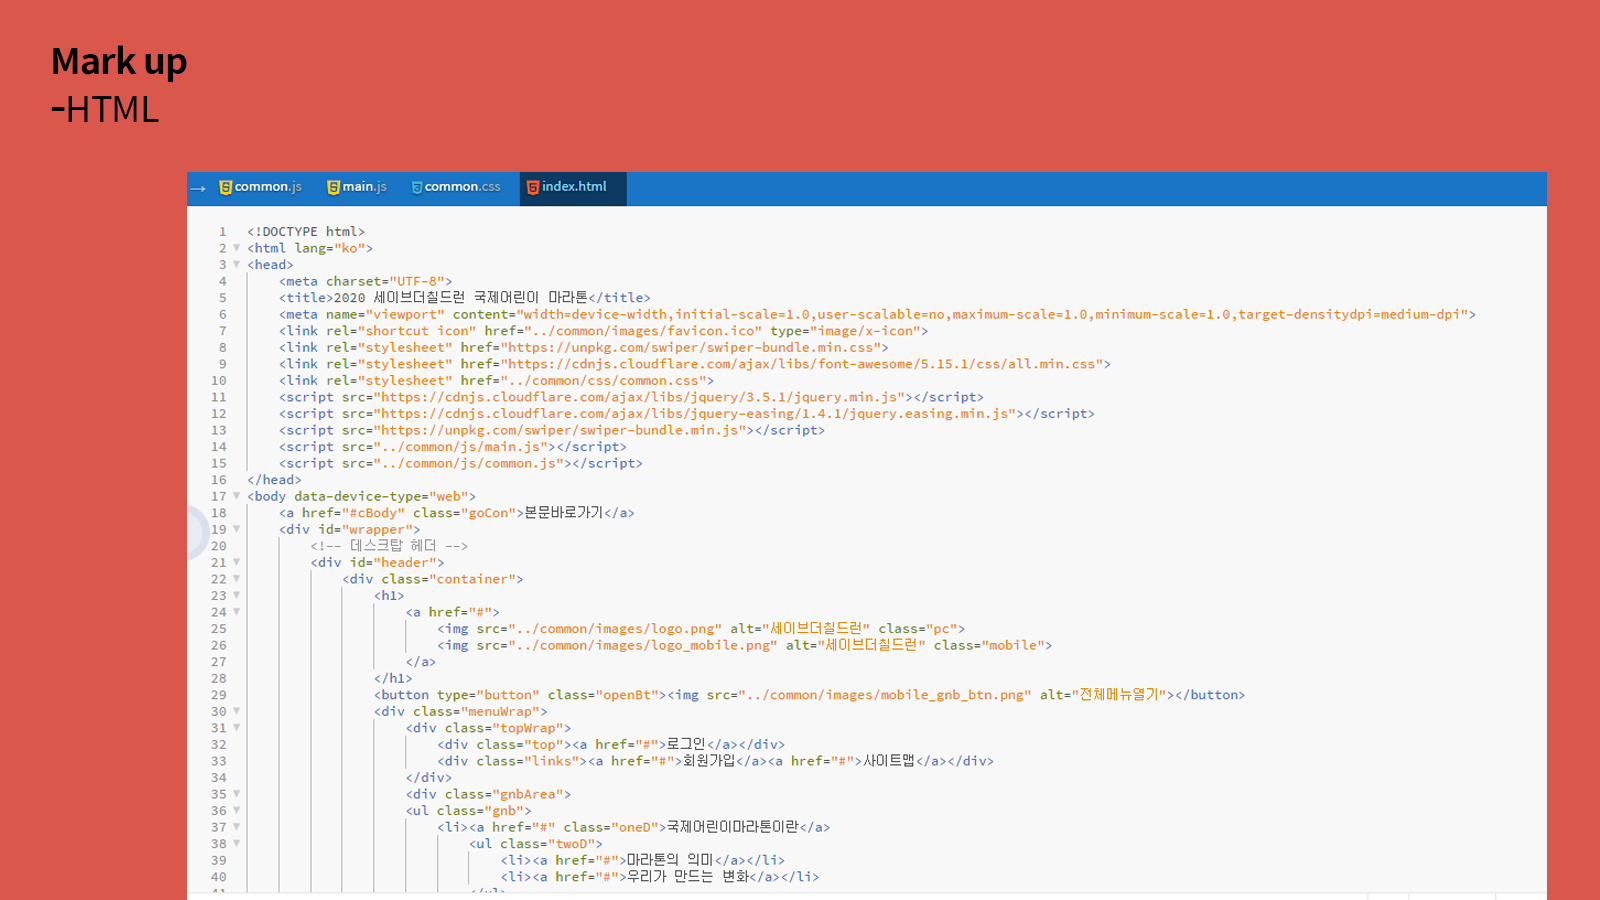 Mark up
-HTML
→ common.js main.js common.css index.html
1 <!DOCTYPE html>
2 <html lang="ko">
3 <head>
4 <meta charset="UTF-8">
5 <title>2020 세이브더칠드런 국제어린이 마라톤</title>
6 <meta name="viewport" content="width=device-width,initial-scale=1.0,user-scalable=no,maximum-scale=1.0,minimum-scale=1.0,target-densitydpi=medium-dpi">
7 <link rel="shortcut icon" href="../common/images/favicon.ico" type="image/x-icon">
8 <link rel="stylesheet" href="https://unpkg.com/swiper/swiper-bundle.min.css">
9 <link rel="stylesheet" href="https://cdnjs.cloudflare.com/ajax/libs/font-awesome/5.15.1/css/all.min.css">
10 <link rel="stylesheet" href="../common/css/common.css">
11 <script src="https://cdnjs.cloudflare.com/ajax/libs/jquery/3.5.1/jquery.min.js"></script>
12 <script src="https://cdnjs.cloudflare.com/ajax/libs/jquery-easing/1.4.1/jquery.easing.min.js"></script>
13 <script src="https://unpkg.com/swiper/swiper-bundle.min.js"></script>
14 <script src="../common/js/main.js"></script>
15 <script src="../common/js/common.js"></script>
16 </head>
17 <body data-device-type="web">
18 <a href="#cBody" class="goCon">본문바로가기</a>
19 <div id="wrapper">
20 <!-- 데스크탑 헤더 -->
21 <div id="header">
22 <div class="container">
23 <h1>
24 <a href="#">
25 <img src="../common/images/logo.png" alt="세이브더칠드런" class="pc">
26 <img src="../common/images/logo_mobile.png" alt="세이브더칠드런" class="mobile">
27 </a>
28 </h1>
29 <button type="button" class="openBt"><img src="../common/images/mobile_gnb_btn.png" alt="전체메뉴열기"></button>
30 <div class="menuWrap">
31 <div class="topWrap">
32 <div class="top"><a href="#">로그인</a></div>
33 <div class="links"><a href="#">회원가입</a><a href="#">사이트맵</a></div>
34 </div>
35 <div class="gnbArea">
36 <ul class="gnb">
37 <li><a href="#" class="oneD">국제어린이마라톤이란</a>
38 <ul class="twoD">
39 <li><a href="#">마라톤의 의미</a></li>
40 <li><a href="#">우리가 만드는 변화</a></li>